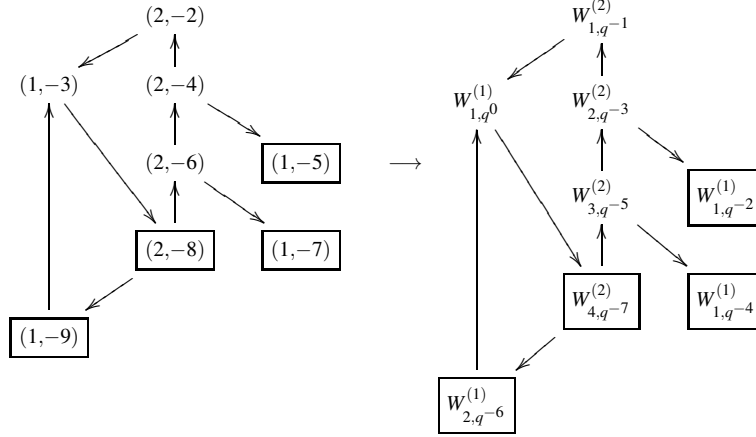 (2,−2)
(1,−3)
(2,−4)
(2,−6)
(1,−5)
(2,−8)
(1,−7)
(1,−9)
W^{(2)}_{1,q^{−1}}
W^{(1)}_{1,q^0}
W^{(2)}_{2,q^{−3}}
W^{(2)}_{3,q^{−5}}
W^{(1)}_{1,q^{−2}}
W^{(2)}_{4,q^{−7}}
W^{(1)}_{1,q^{−4}}
W^{(1)}_{2,q^{−6}}